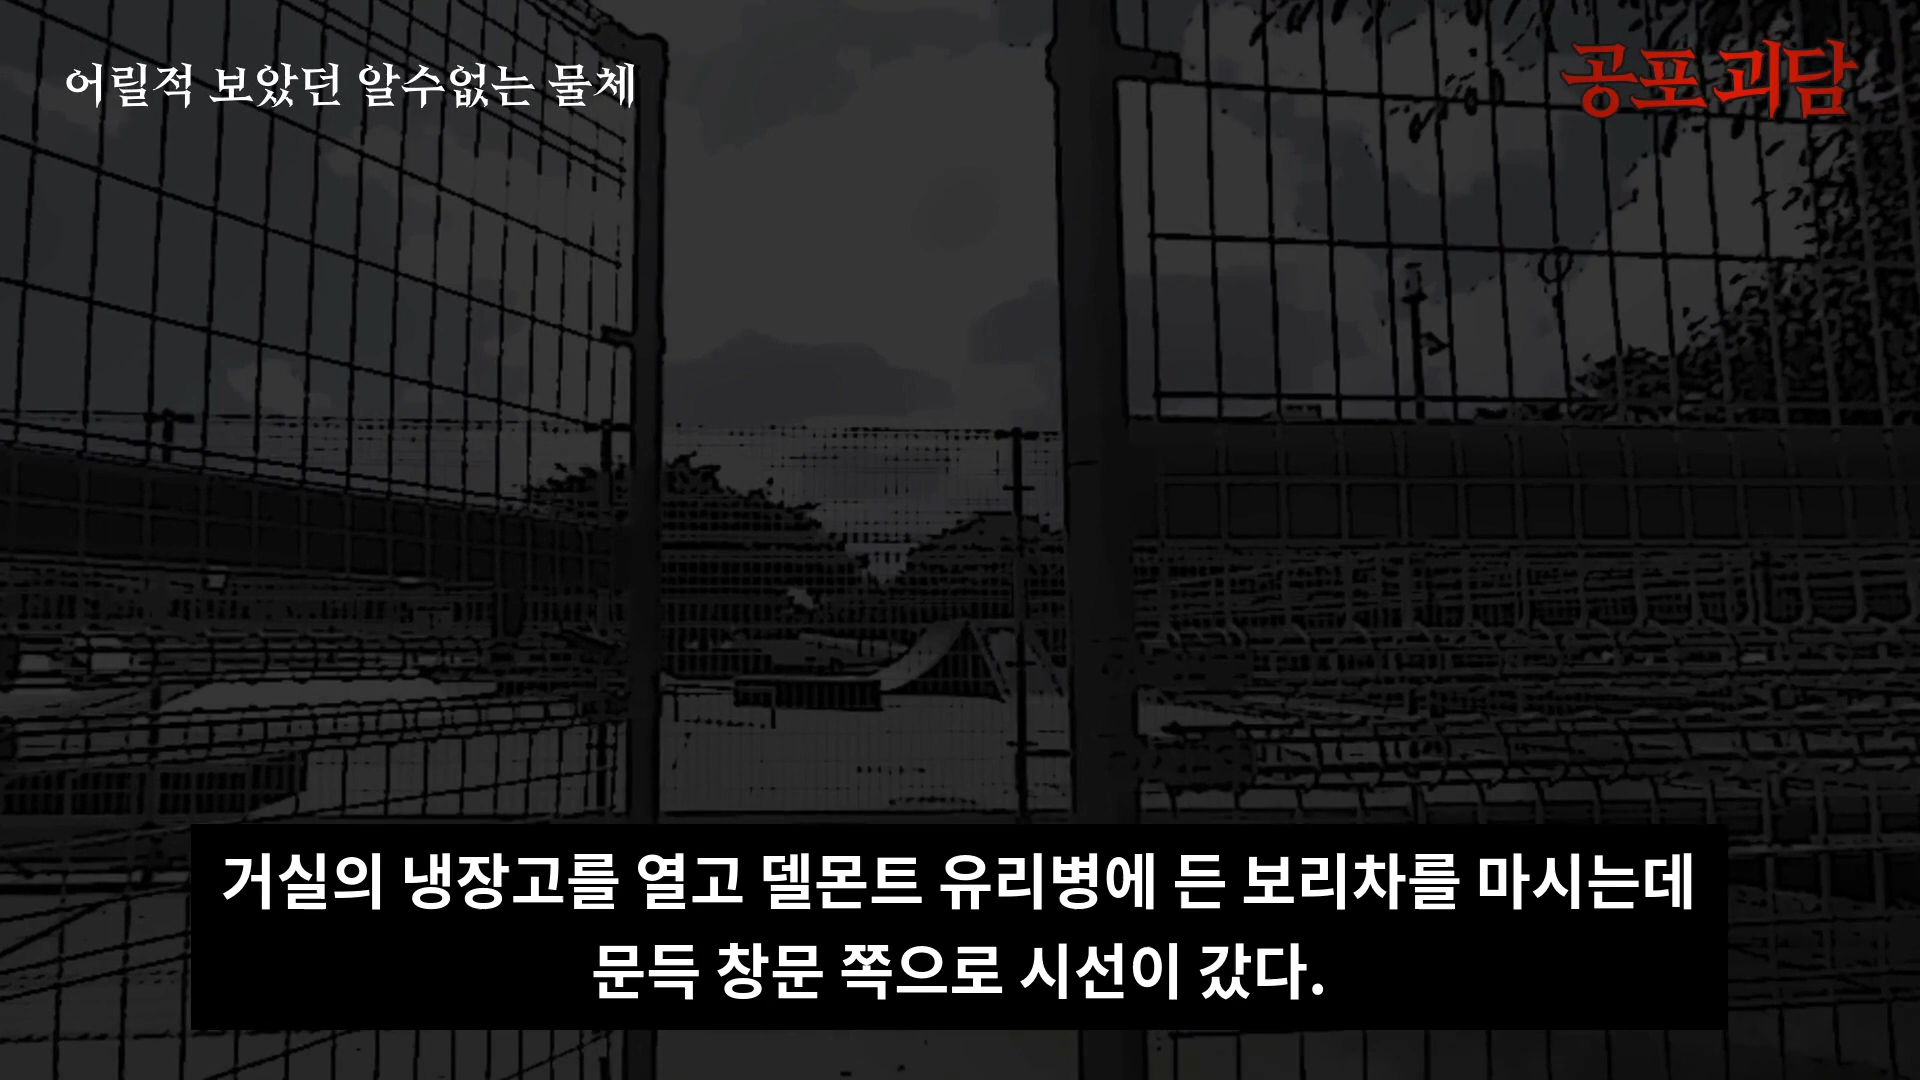 어릴적 보았던 알수없는 물체
공포 괴담
거실의 냉장고를 열고 델몬트 유리병에 든 보리차를 마시는데
문득 창문 쪽으로 시선이 갔다.